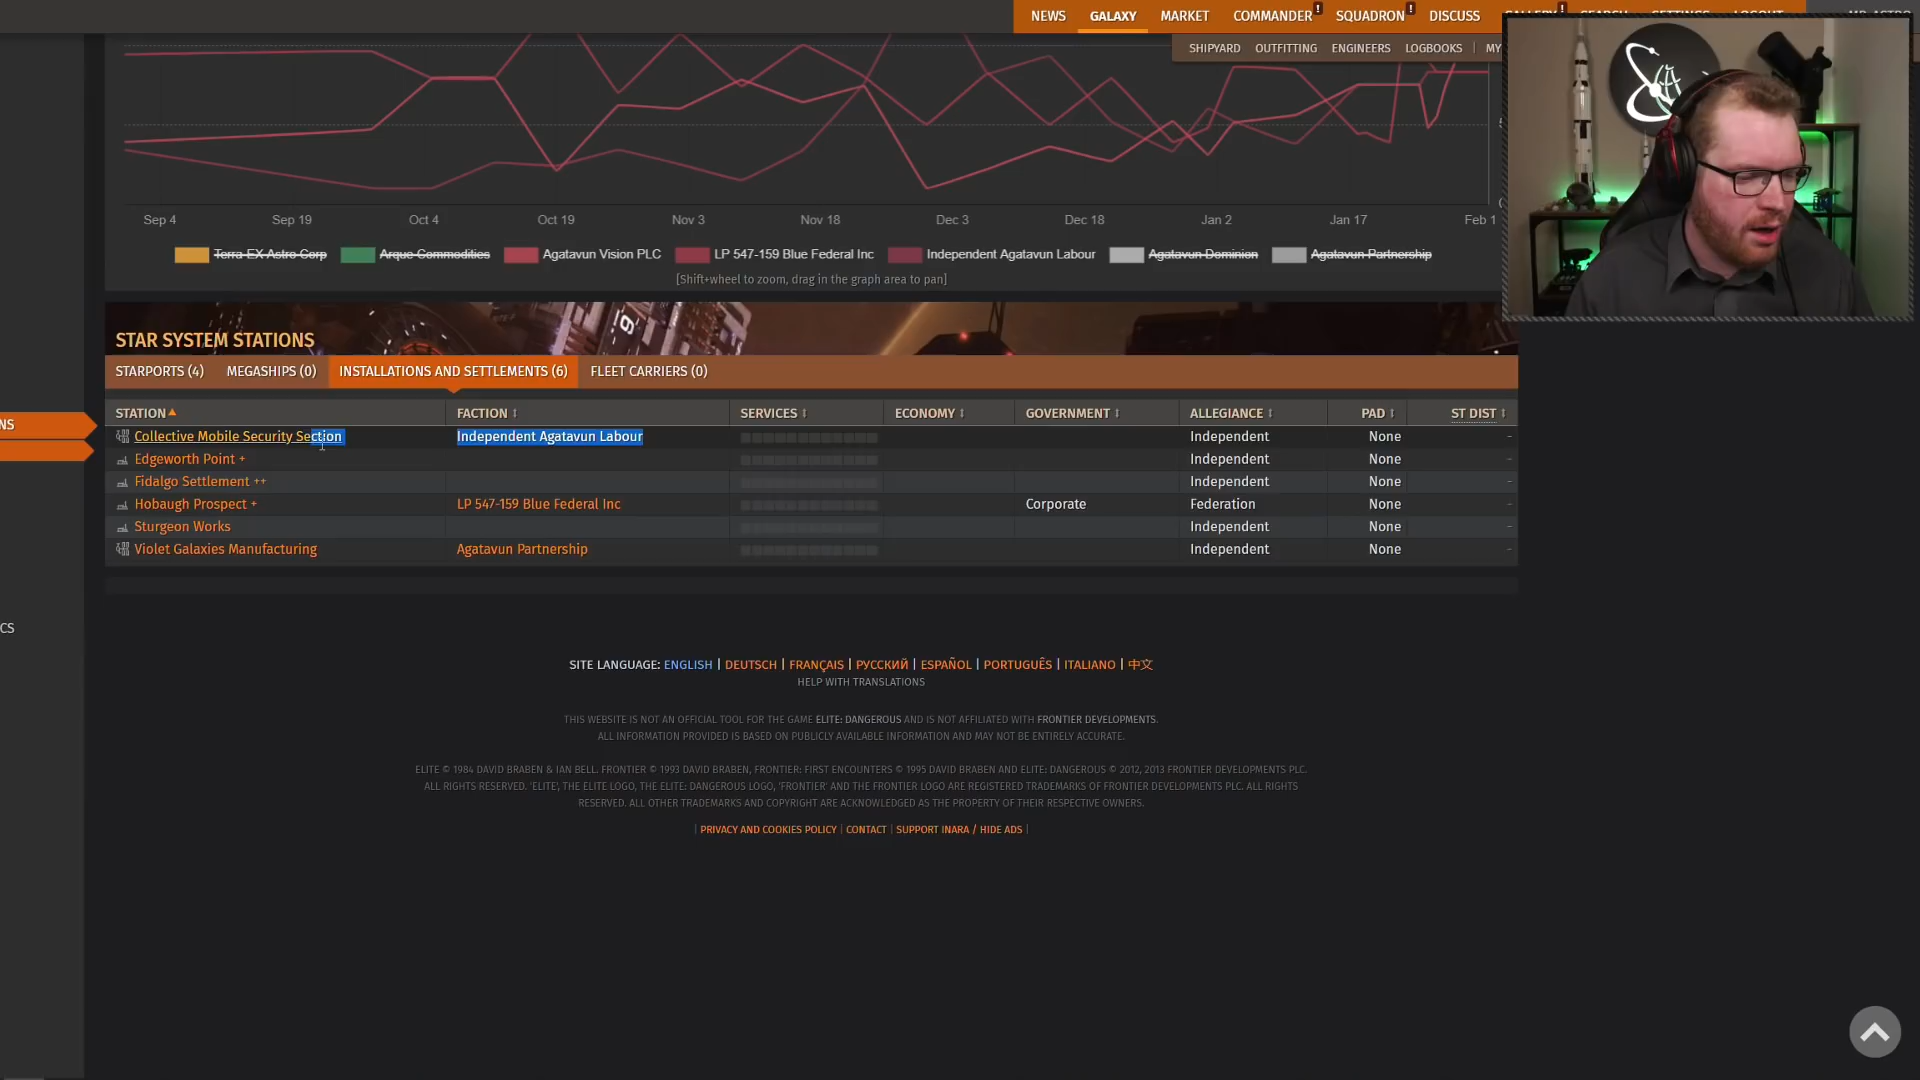 NEWS GALAXY MARKET COMMANDER ! SQUADRON ! DISCUSS !
SHIPYARD OUTFITTING ENGINEERS LOGBOOKS | MY
Sep 4 Sep 19 Oct 4 Oct 19 Nov 3 Nov 18 Dec 3 Dec 18 Jan 2 Jan 17 Feb 1
Terra-EX Astro Corp Arque Commodities Agatavun Vision PLC LP 547-159 Blue Federal Inc Independent Agatavun Labour Agatavun Dominion Agatavun Partnership
[Shift+wheel to zoom, drag in the graph area to pan]
STAR SYSTEM STATIONS
STARPORTS (4) MEGASHIPS (0) INSTALLATIONS AND SETTLEMENTS (6) FLEET CARRIERS (0)
NS
STATION FACTION SERVICES ECONOMY GOVERNMENT ALLEGIANCE PAD ST DIST
Collective Mobile Security Section Independent Agatavun Labour Independent None -
Edgeworth Point + Independent None -
Fidalgo Settlement ++ Independent None -
Hobaugh Prospect + LP 547-159 Blue Federal Inc Corporate Federation None -
Sturgeon Works Independent None -
Violet Galaxies Manufacturing Agatavun Partnership Independent None -
CS
SITE LANGUAGE: ENGLISH | DEUTSCH | FRANÇAIS | РУССКИЙ | ESPAÑOL | PORTUGUÊS | ITALIANO | 中文
HELP WITH TRANSLATIONS
THIS WEBSITE IS NOT AN OFFICIAL TOOL FOR THE GAME ELITE: DANGEROUS AND IS NOT AFFILIATED WITH FRONTIER DEVELOPMENTS.
ALL INFORMATION PROVIDED IS BASED ON PUBLICLY AVAILABLE INFORMATION AND MAY NOT BE ENTIRELY ACCURATE.
ELITE © 1984 DAVID BRABEN & IAN BELL. FRONTIER © 1993 DAVID BRABEN, FRONTIER: FIRST ENCOUNTERS © 1995 DAVID BRABEN AND ELITE: DANGEROUS © 2012, 2013 FRONTIER DEVELOPMENTS PLC.
ALL RIGHTS RESERVED. 'ELITE', THE ELITE LOGO, THE ELITE: DANGEROUS LOGO, 'FRONTIER' AND THE FRONTIER LOGO ARE REGISTERED TRADEMARKS OF FRONTIER DEVELOPMENTS PLC. ALL RIGHTS
RESERVED. ALL OTHER TRADEMARKS AND COPYRIGHT ARE ACKNOWLEDGED AS THE PROPERTY OF THEIR RESPECTIVE OWNERS.
| PRIVACY AND COOKIES POLICY | CONTACT | SUPPORT INARA / HIDE ADS |